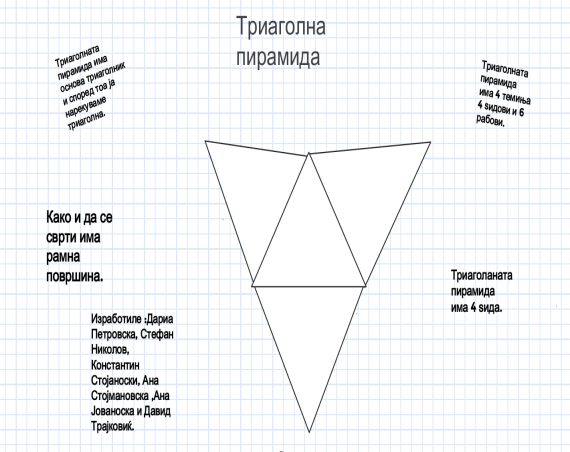 Триаголна
пирамида
Триаголната
пирамида има
основа триаголник
и според тоа ја
нарекуваме
триаголна.
Триаголната
пирамида
има 4 темиња
4 ѕидови и 6
рабови.
Како и да се
сврти има
рамна
површина.
Триаголаната
пирамида
има 4 ѕида.
Изработиле :Дариа
Петровска, Стефан
Николов,
Константин
Стојаноски, Ана
Стојмановска ,Ана
Јованоска и Давид
Трајковиќ.